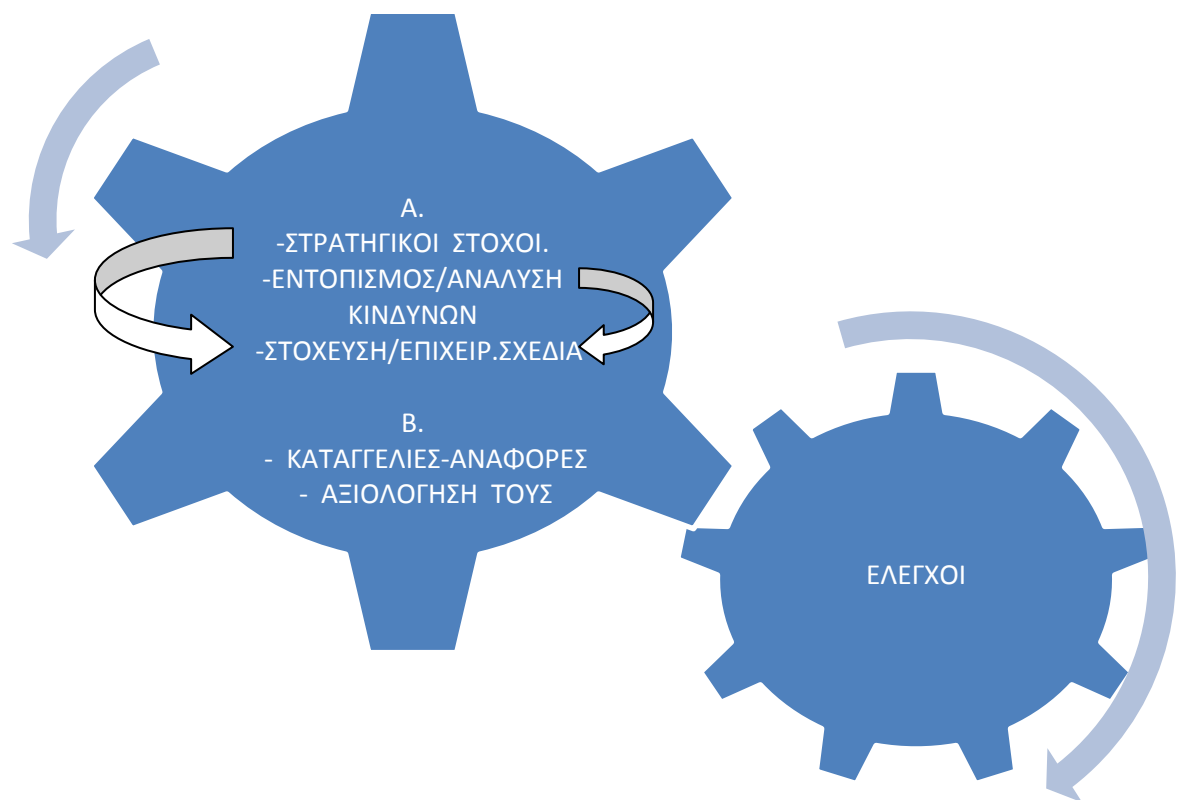 Α.
-ΣΤΡΑΤΗΓΙΚΟΙ ΣΤΟΧΟΙ.
-ΕΝΤΟΠΙΣΜΟΣ/ΑΝΑΛΥΣΗ
ΚΙΝΔΥΝΩΝ
-ΣΤΟΧΕΥΣΗ/ΕΠΙΧΕΙΡ.ΣΧΕΔΙΑ
Β.
- ΚΑΤΑΓΓΕΛΙΕΣ-ΑΝΑΦΟΡΕΣ
- ΑΞΙΟΛΟΓΗΣΗ ΤΟΥΣ
ΕΛΕΓΧΟΙ